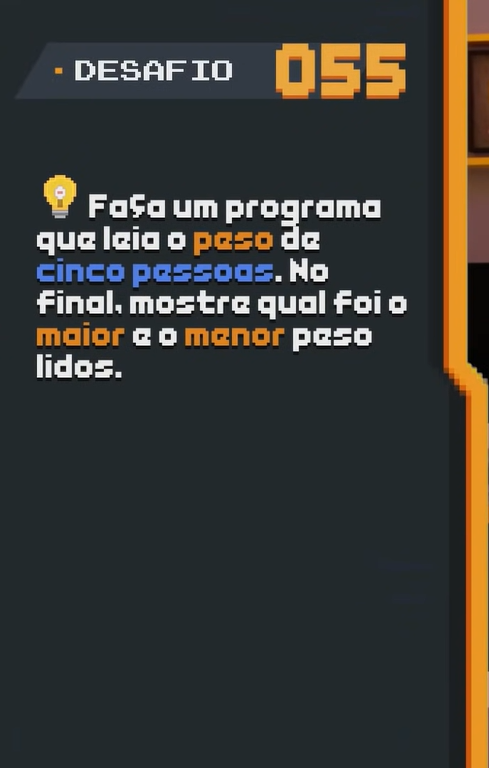 DESAFIO 055
Faça um programa
que leia o peso de
cinco pessoas. No
final, mostre qual foi o
maior e o menor peso
lidos.